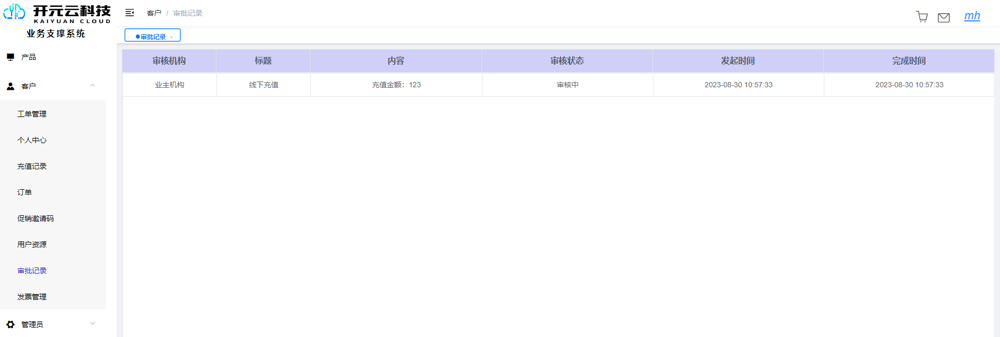 开元云科技
KAIYUAN CLOUD
业务支撑系统
客户 / 审批记录
mh
审批记录 ×
产品
客户
工单管理
个人中心
充值记录
订单
促销邀请码
用户资源
审批记录
发票管理
管理员
审核机构 标题 内容 审核状态 发起时间 完成时间
业主机构 线下充值 充值金额：123 审核中 2023-08-30 10:57:33 2023-08-30 10:57:33